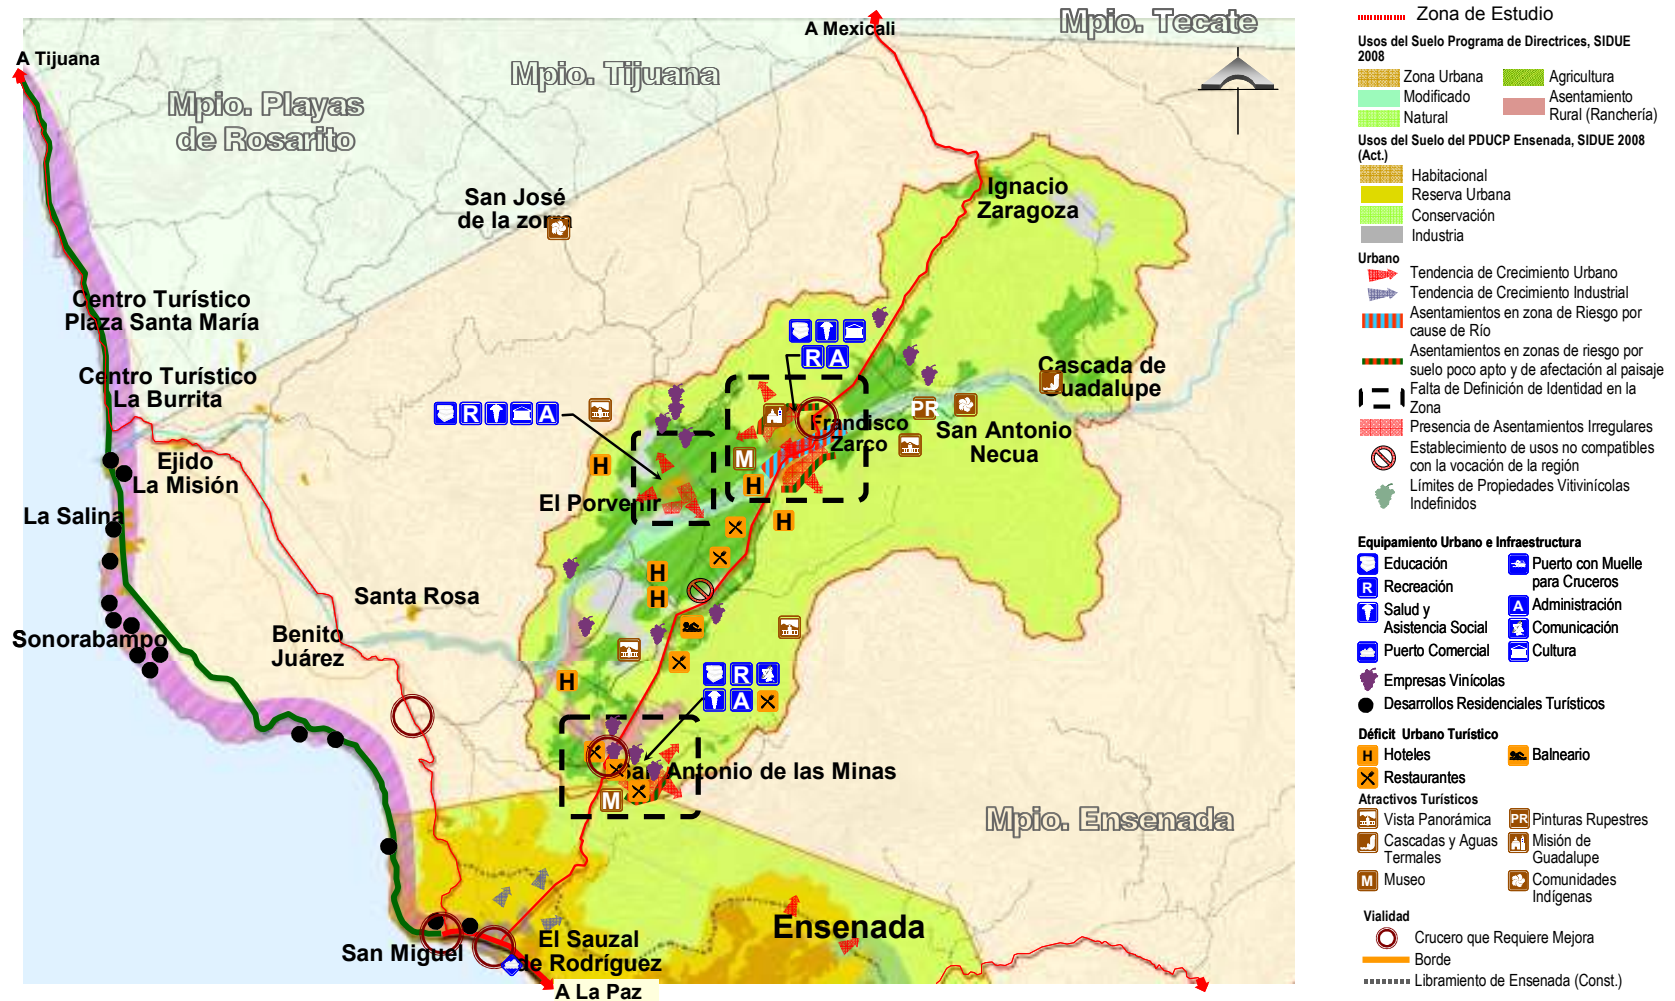 Mpio. Tecate
A Mexicali
A Tijuana
Mpio. Tijuana
Mpio. Playas
de Rosarito
Ignacio
Zaragoza
San José
de la zorra
Centro Turístico
Plaza Santa María
Centro Turístico
La Burrita
Cascada de
Guadalupe
R A
R A
PR
Francisco
Zarco
San Antonio
Necua
Ejido
La Misión
H
M
H
El Porvenir
La Salina
H
H
H
Santa Rosa
Sonorabampo
Benito
Juárez
R
A
H
San Antonio de las Minas
M
Mpio. Ensenada
Ensenada
San Miguel
El Sauzal
de Rodríguez
A La Paz
Zona de Estudio
Usos del Suelo Programa de Directrices, SIDUE
2008
Zona Urbana
Agricultura
Modificado
Asentamiento
Rural (Ranchería)
Natural
Usos del Suelo del PDUCP Ensenada, SIDUE 2008
(Act.)
Habitacional
Reserva Urbana
Conservación
Industria
Urbano
Tendencia de Crecimiento Urbano
Tendencia de Crecimiento Industrial
Asentamientos en zona de Riesgo por
cause de Río
Asentamientos en zonas de riesgo por
suelo poco apto y de afectación al paisaje
Falta de Definición de Identidad en la
Zona
Presencia de Asentamientos Irregulares
Establecimiento de usos no compatibles
con la vocación de la región
Límites de Propiedades Vitivinícolas
Indefinidos
Equipamiento Urbano e Infraestructura
Educación
Puerto con Muelle
para Cruceros
R Recreación
A Administración
Salud y
Asistencia Social
Comunicación
Puerto Comercial
Cultura
Empresas Vinícolas
Desarrollos Residenciales Turísticos
Déficit Urbano Turístico
H Hoteles
Balneario
Restaurantes
Atractivos Turísticos
Vista Panorámica
PR Pinturas Rupestres
Cascadas y Aguas
Termales
Misión de
Guadalupe
M Museo
Comunidades
Indígenas
Vialidad
Crucero que Requiere Mejora
Borde
Libramiento de Ensenada (Const.)